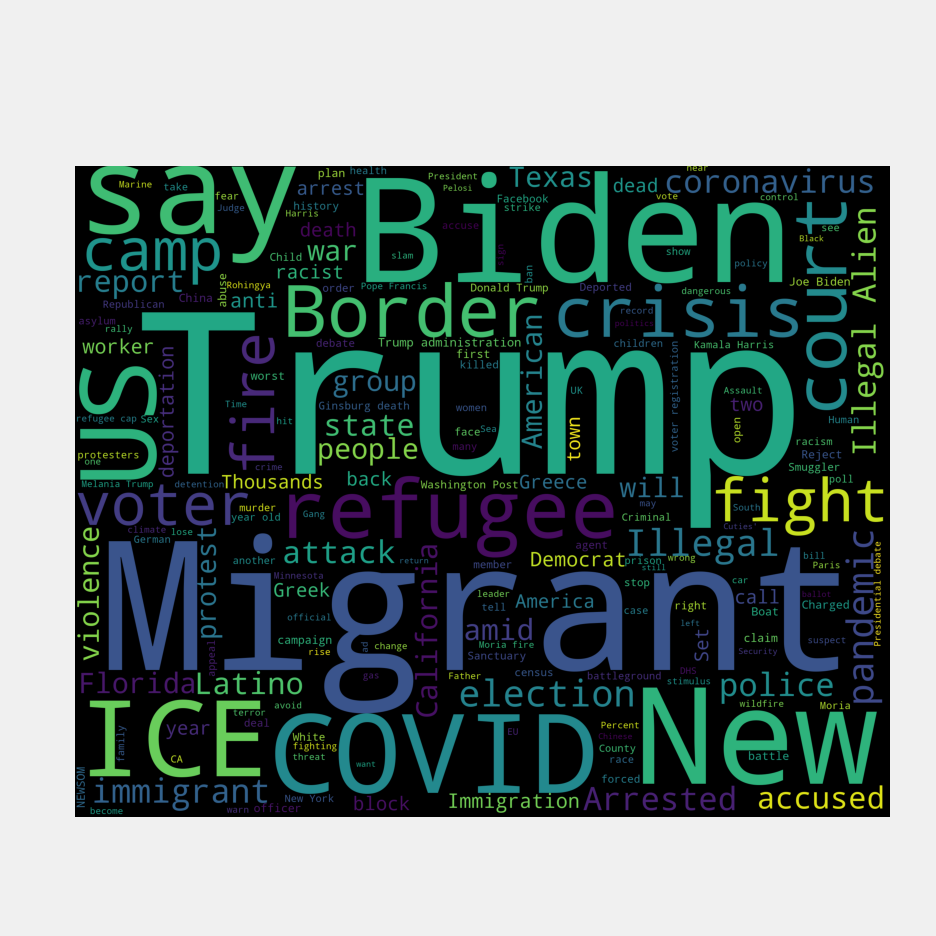 say
Marine
take
fear
Judge
plan
health
arrest
history
Harris
President
Pelosi
Facebook
strike
Texas
dead
near
vote
control
coronavirus
Biden
camp
report
death
war
Child
racist
slam
accuse
show
policy
court
see
Black
Joe Biden
Illegal Alien
Republican
China
abuse
Rohingya
anti
order
Pope Francis
Donald Trump
ban
Deported
dangerous
Border
crisis
record
politics
asylum
rally
worker
debate
Trump administration
first
American
children
Kamala Harris
US
Trump
fire
deportation
worst
group
killed
UK
voter registration
Assault
Time
Ginsburg death
women
two
refugee cap
Sex
hit
state
face
Sea
town
open
Human
protesters
one
crime
people
many
racism
Reject
Smuggler
poll
Melania Trump
detention
Thousands
back
Washington Post
Greece
will
fight
voter
murder
year old
Gang
refugee
Criminal
may
South
Cuties
violence
climate
lose
German
protest
another
attack
return
agent
Illegal
member
Democrat
prison
still
wrong
bill
Paris
pandemic
Presidential debate
Migrant
Minnesota
Greek
California
leader
tell
America
stop
case
right
car
call
Boat
ballot
Charged
official
campaign
amid
left
Set
claim
suspect
appeal
rise
ad
change
Moria fire
Sanctuary
Security
Florida
Latino
gas
Father
census
battleground
DHS
stimulus
police
election
ICE
terror
avoid
deal
year
family
CA
COVID
White
fighting
threat
want
EU
Percent
Chinese
County
race
forced
New
wildfire
Moria
battle
NEWSOM
immigrant
become
warn
officer
New York
block
Immigration
Arrested
accused